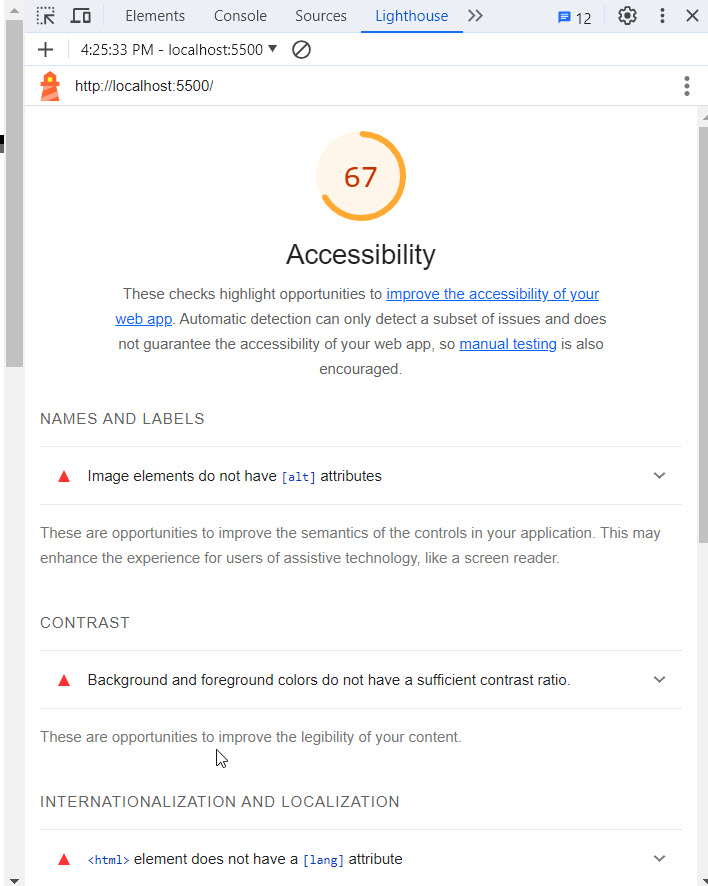 Elements Console Sources Lighthouse 12
4:25:33 PM - localhost:5500
http://localhost:5500/
67
Accessibility
These checks highlight opportunities to improve the accessibility of your
web app. Automatic detection can only detect a subset of issues and does
not guarantee the accessibility of your web app, so manual testing is also
encouraged.
NAMES AND LABELS
Image elements do not have [alt] attributes
These are opportunities to improve the semantics of the controls in your application. This may
enhance the experience for users of assistive technology, like a screen reader.
CONTRAST
Background and foreground colors do not have a sufficient contrast ratio.
These are opportunities to improve the legibility of your content.
INTERNATIONALIZATION AND LOCALIZATION
<html> element does not have a [lang] attribute